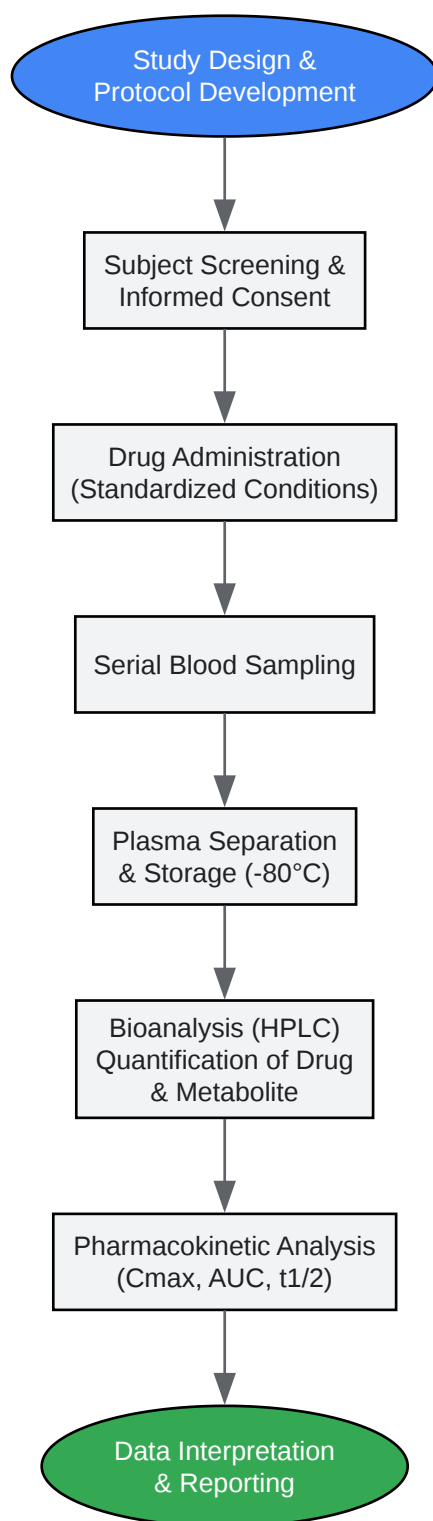 Study Design &
Protocol Development
Subject Screening &
Informed Consent
Drug Administration
(Standardized Conditions)
Serial Blood Sampling
Plasma Separation
& Storage (-80°C)
Bioanalysis (HPLC)
Quantification of Drug
& Metabolite
Pharmacokinetic Analysis
(Cmax, AUC, t1/2)
Data Interpretation
& Reporting